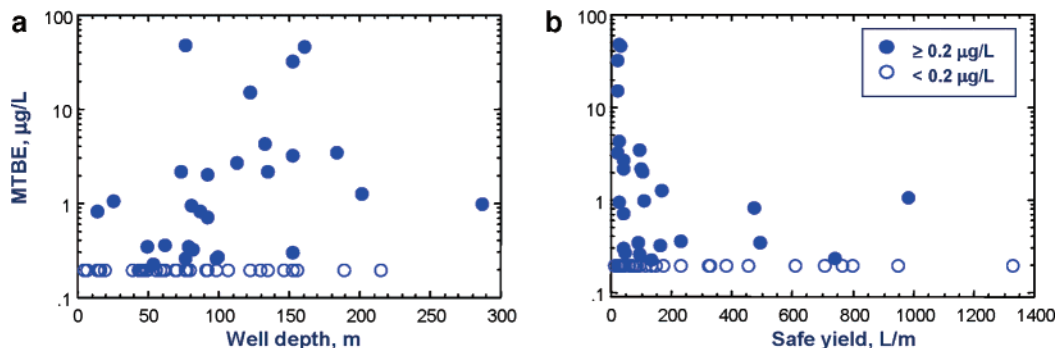 a
100
10
1
.1
MTBE, µg/L
0 50 100 150 200 250 300
Well depth, m
b
100
10
1
.1
≥ 0.2 µg/L
< 0.2 µg/L
0 200 400 600 800 1000 1200 1400
Safe yield, L/m